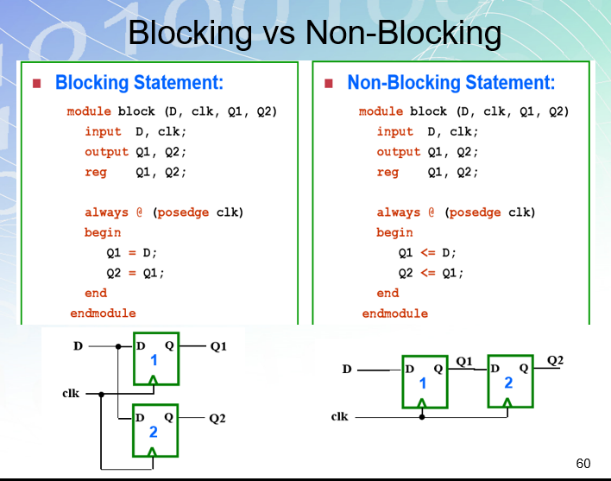 Blocking vs Non-Blocking
Blocking Statement:
module block (D, clk, Q1, Q2)
input D, clk;
output Q1, Q2;
reg Q1, Q2;
always @ (posedge clk)
begin
Q1 = D;
Q2 = Q1;
end
endmodule
D
D Q
1
Q1
clk
D Q
2
Q2
Non-Blocking Statement:
module block (D, clk, Q1, Q2)
input D, clk;
output Q1, Q2;
reg Q1, Q2;
always @ (posedge clk)
begin
Q1 <= D;
Q2 <= Q1;
end
endmodule
D
D Q
1
Q1
D Q
2
Q2
clk
60